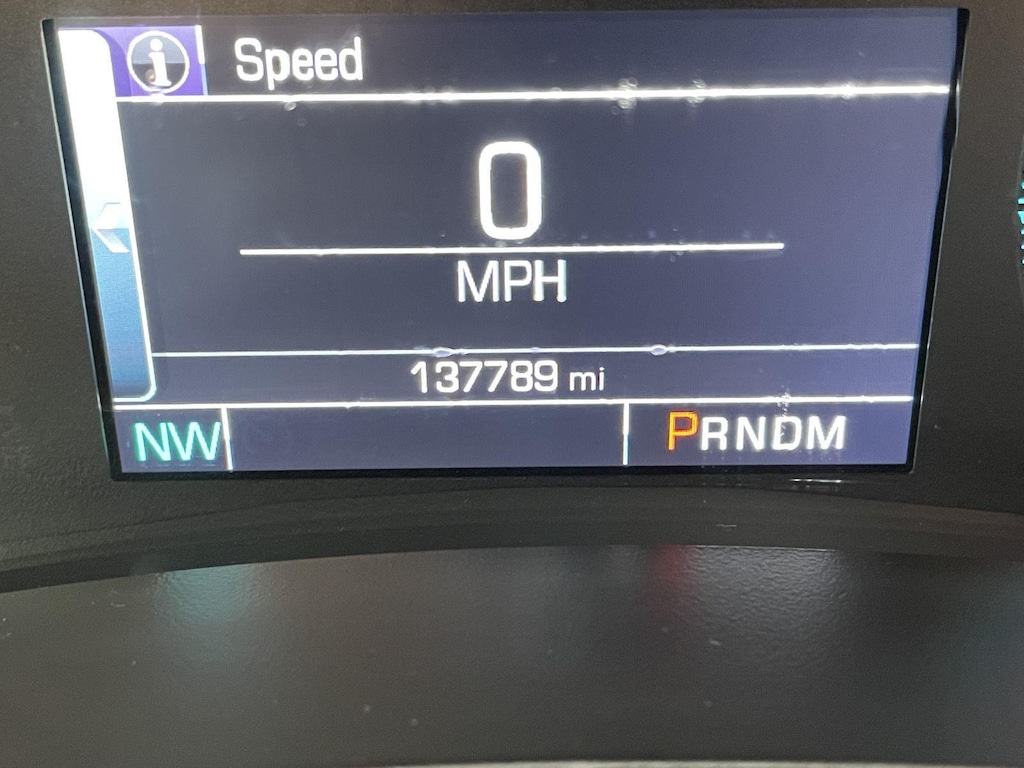 i Speed
0
MPH
137789 mi
NW PRNDM